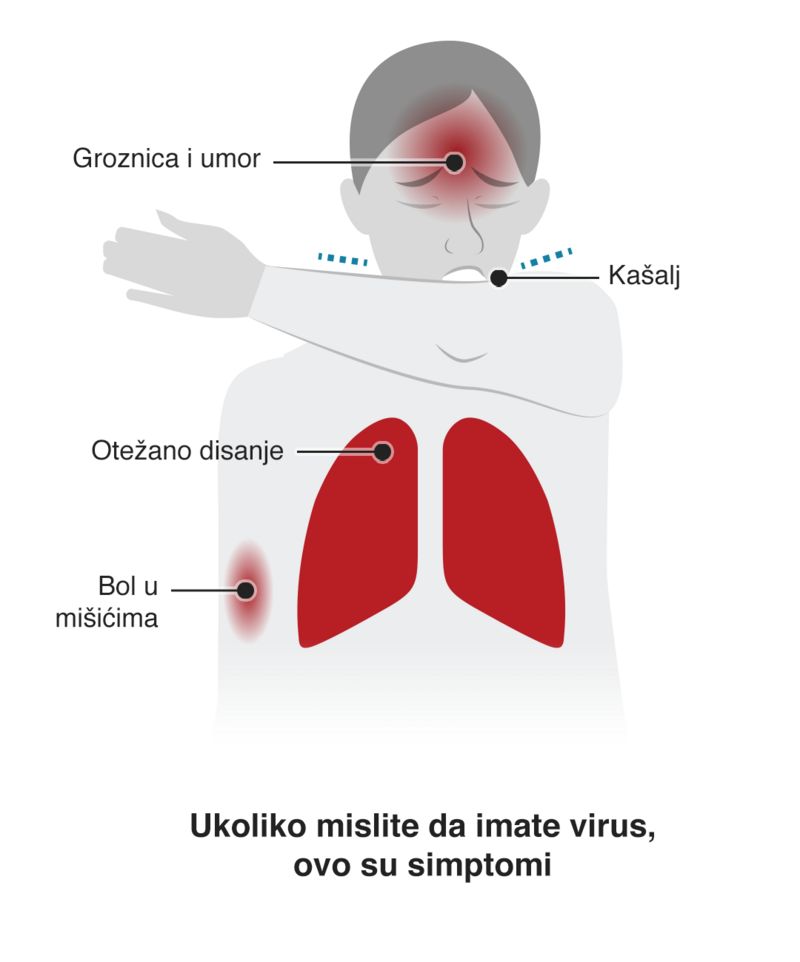 Groznica i umor
Kašalj
Otežano disanje
Bol u
mišićima
Ukoliko mislite da imate virus,
ovo su simptomi